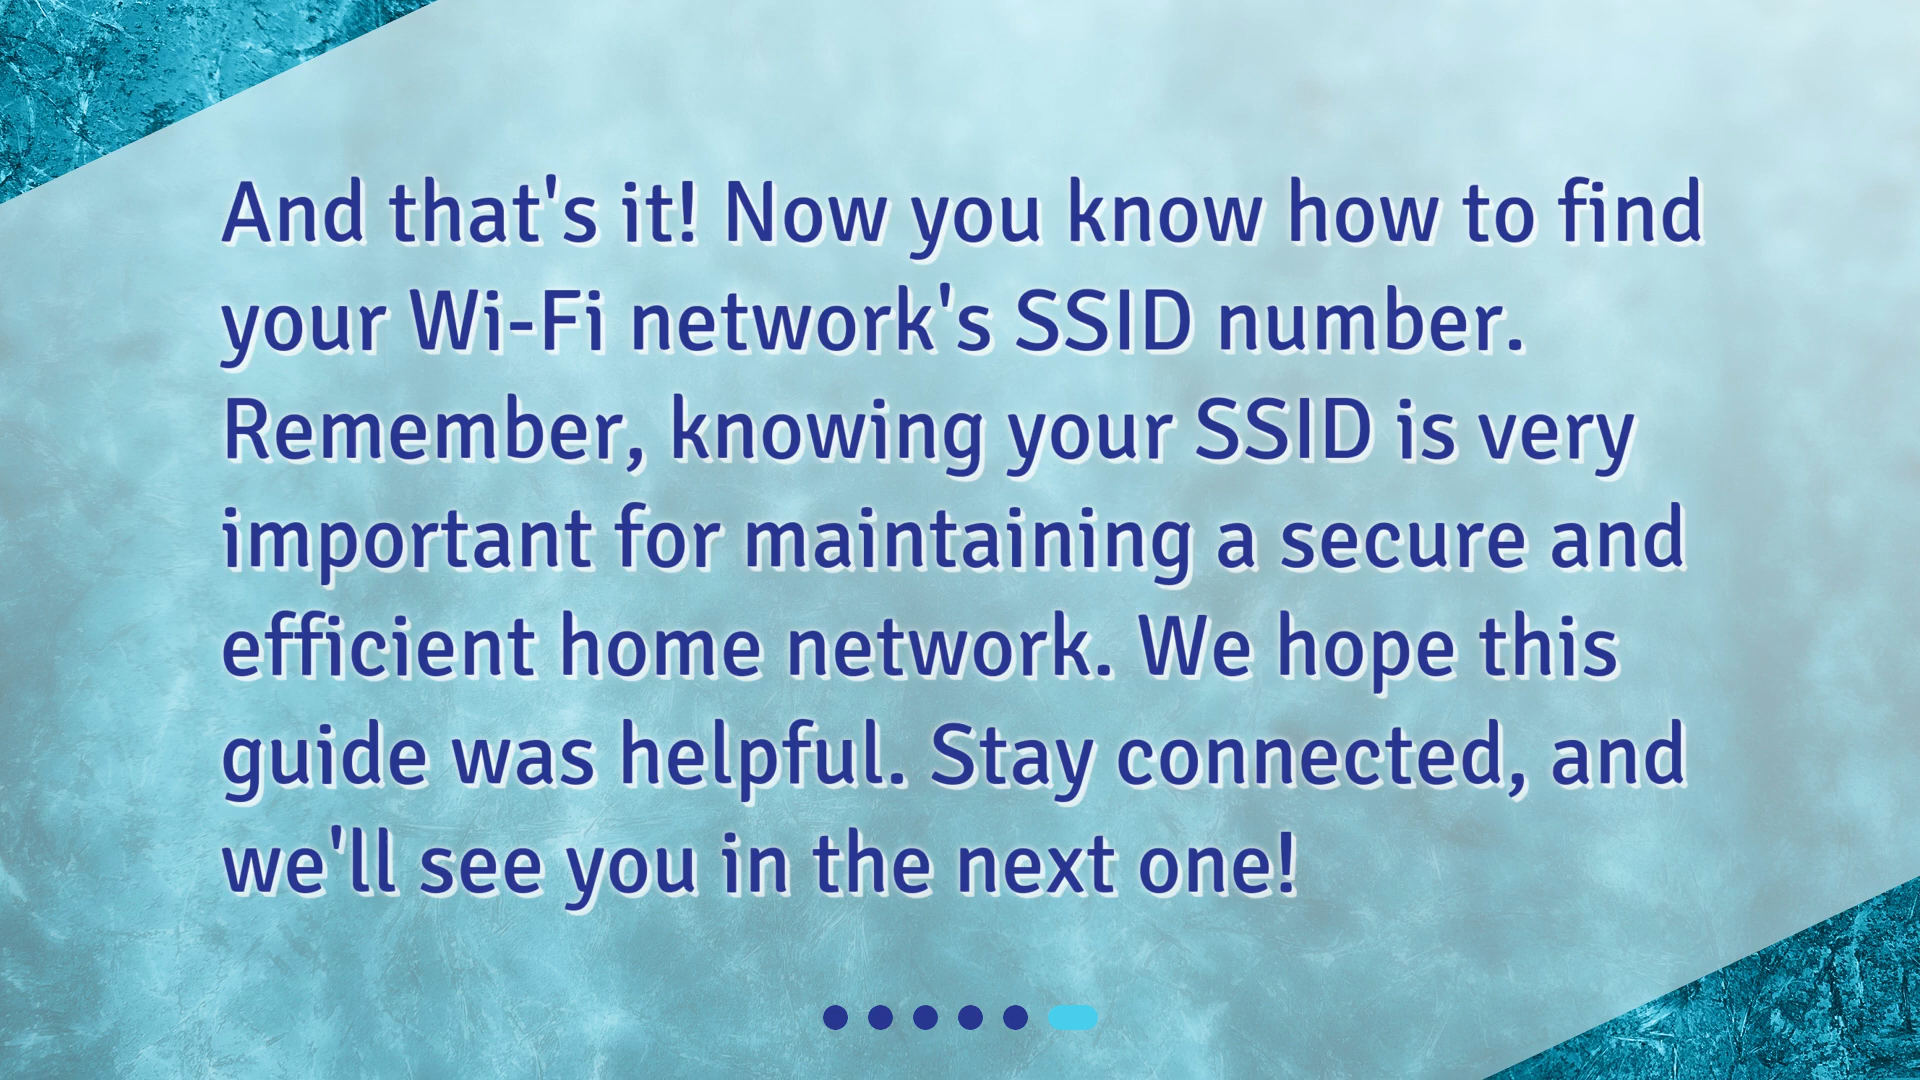 And that's it! Now you know how to find
your Wi-Fi network's SSID number.
Remember, knowing your SSID is very
important for maintaining a secure and
efficient home network. We hope this
guide was helpful. Stay connected, and
we'll see you in the next one!